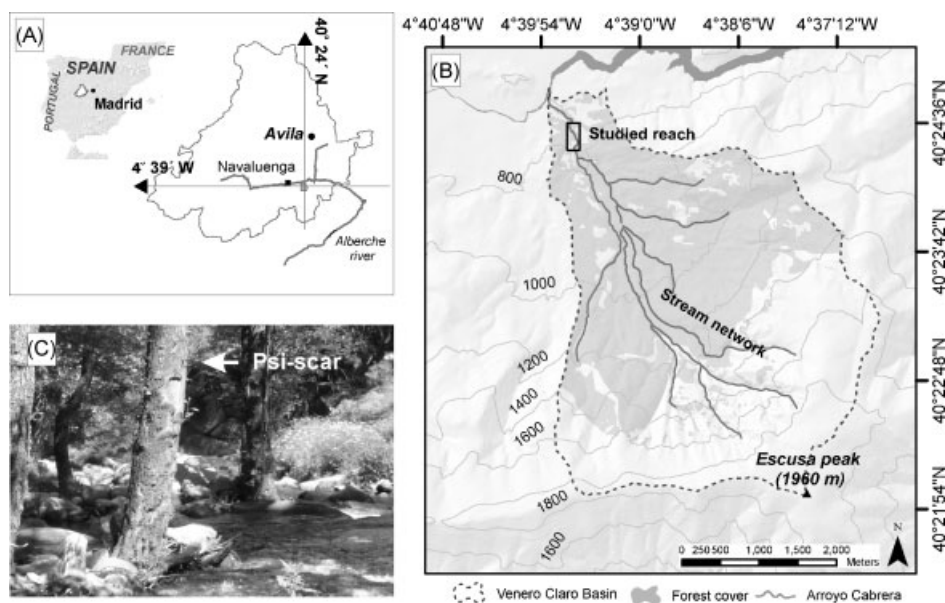 (A)
FRANCE
SPAIN
PORTUGAL
Madrid
40° 24´ N
Avila
4° 39´ W
Navaluenga
Alberche
river
(C)
Psi-scar
4°40'48"W 4°39'54"W 4°39'0"W 4°38'6"W 4°37'12"W
(B)
Studied reach
800
1000
1200
1400
1600
1800
1600
Stream network
Escusa peak
(1960 m)
40°24'36"N
40°23'42"N
40°22'48"N
40°21'54"N
N
0 250 500 1,000 1,500 2,000
Meters
Venero Claro Basin Forest cover Arroyo Cabrera